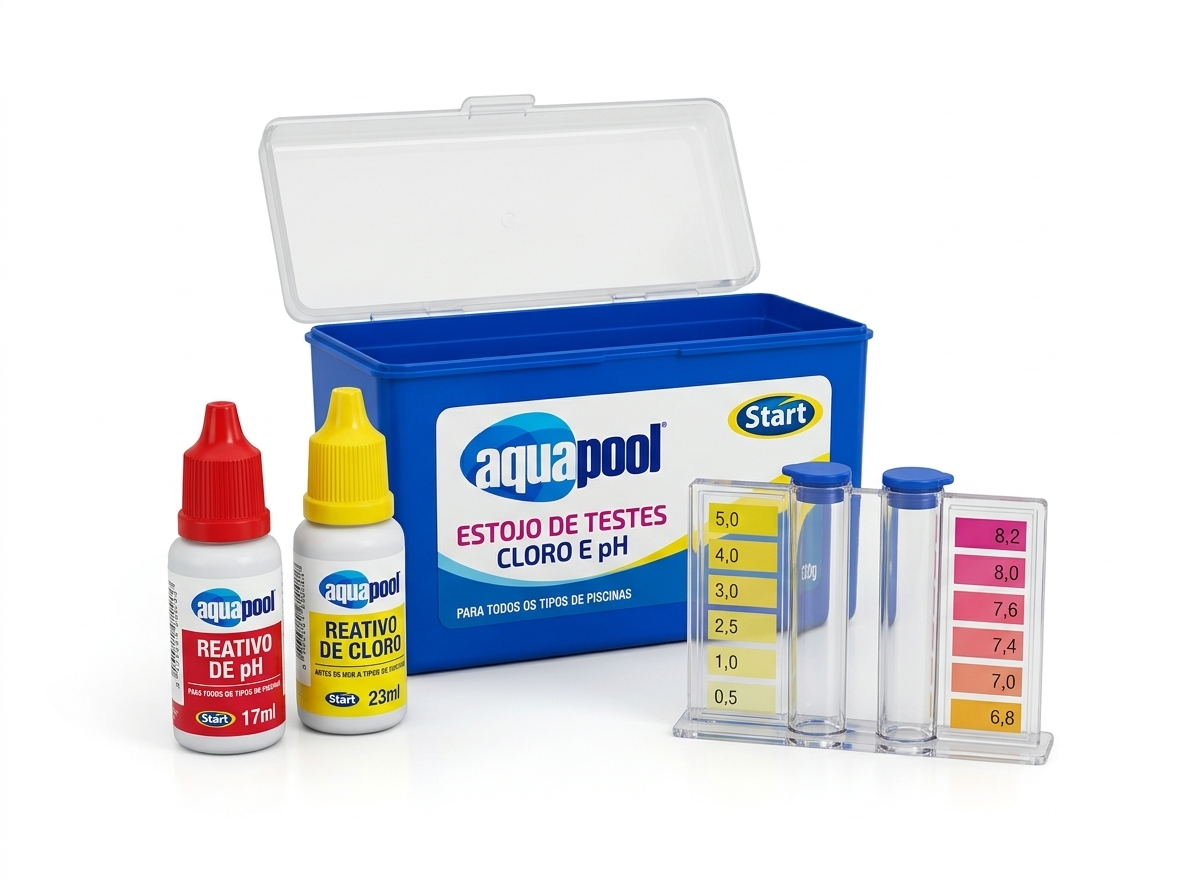 aquapool®
Start
ESTOJO DE TESTES
CLORO E pH
PARA TODOS OS TIPOS DE PISCINAS
aquapool
REATIVO
DE pH
Start 17ml
aquapool
REATIVO
DE CLORO
Start 23ml
5,0
4,0
3,0
2,5
1,0
0,5
8,2
8,0
7,6
7,4
7,0
6,8